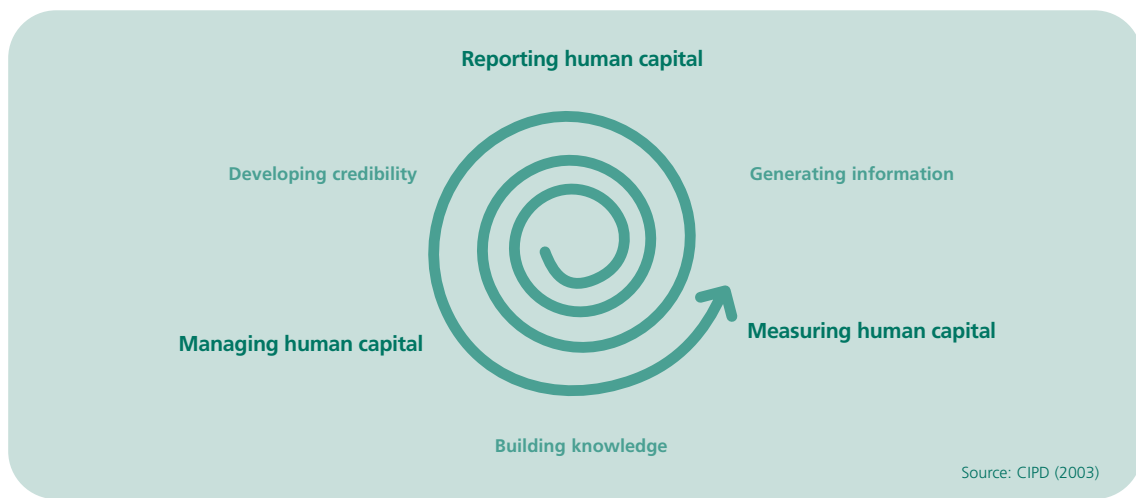 Reporting human capital
Developing credibility
Generating information
Measuring human capital
Managing human capital
Building knowledge
Source: CIPD (2003)